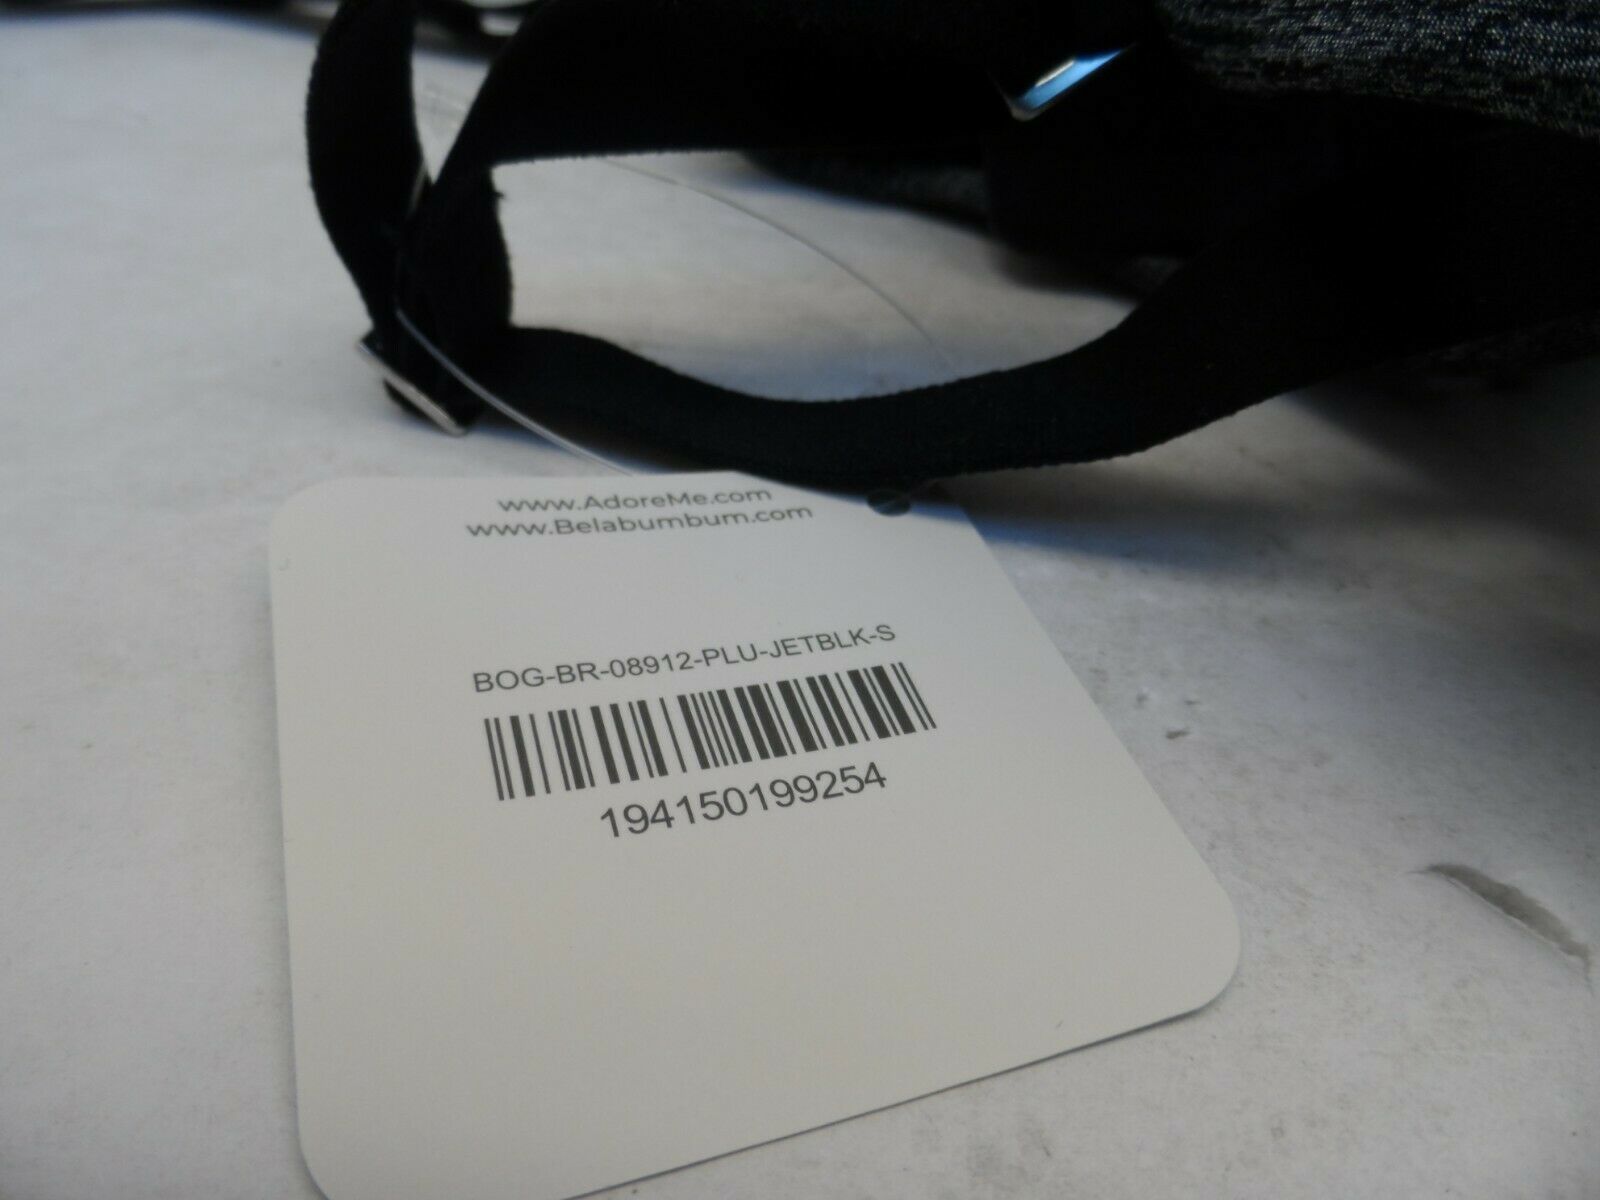 www.AdoreMe.com
www.Belabumbum.com
BOG-BR-08912-PLU-JETBLK-S
194150199254